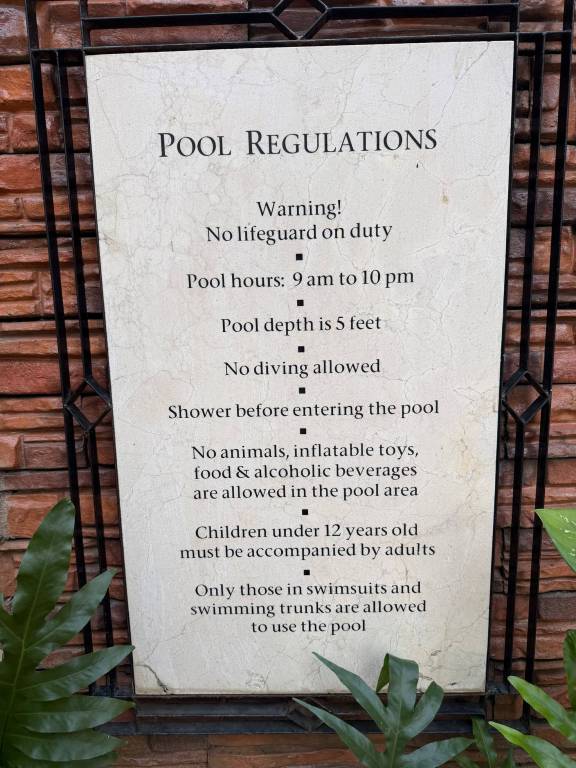 POOL REGULATIONS
Warning!
No lifeguard on duty
Pool hours: 9 am to 10 pm
Pool depth is 5 feet
No diving allowed
Shower before entering the pool
No animals, inflatable toys,
food & alcoholic beverages
are allowed in the pool area
Children under 12 years old
must be accompanied by adults
Only those in swimsuits and
swimming trunks are allowed
to use the pool